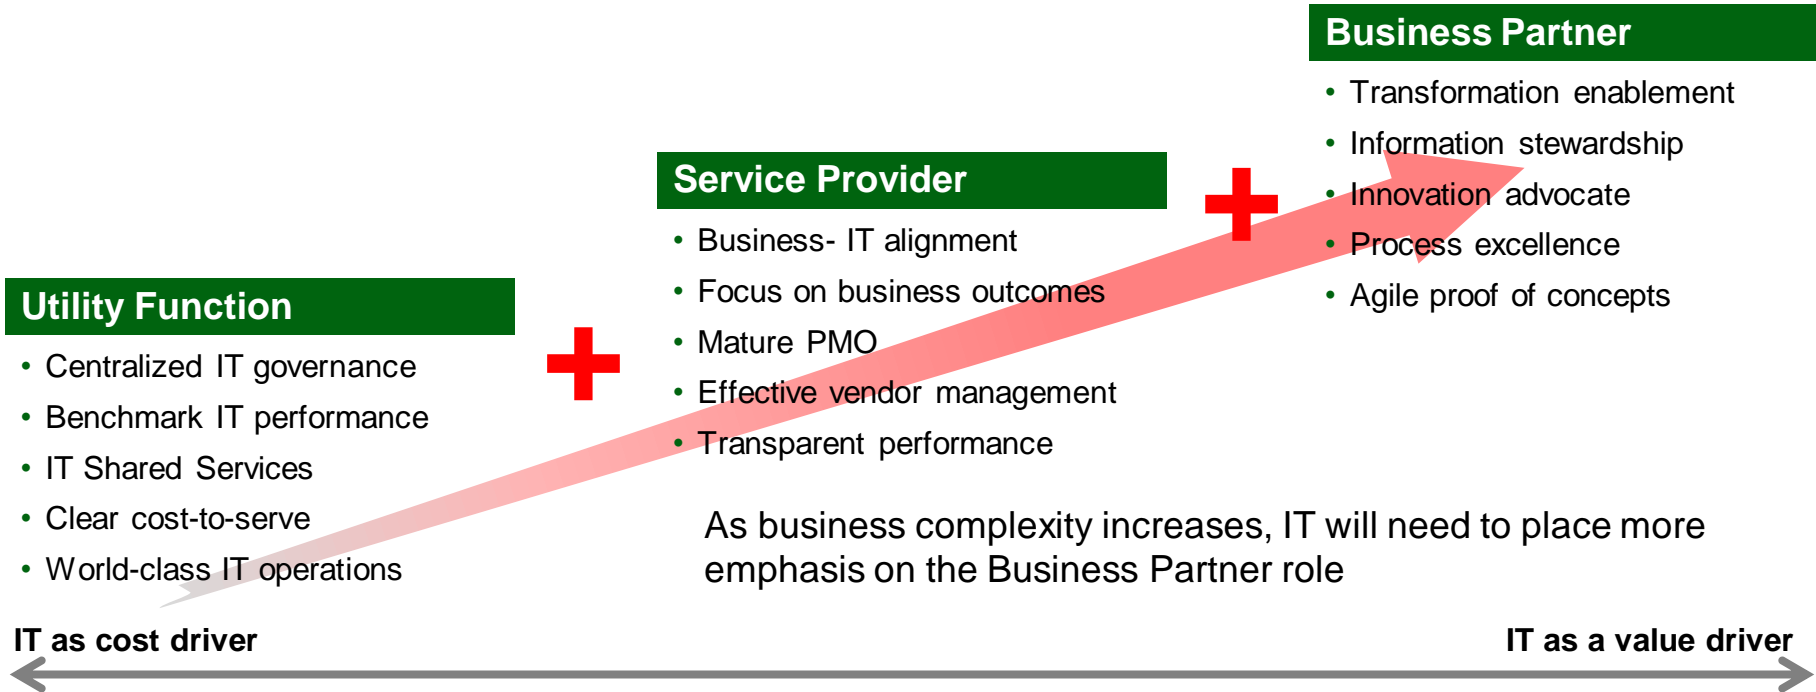 Business Partner
• Transformation enablement
• Information stewardship
• Innovation advocate
• Process excellence
• Agile proof of concepts
Service Provider
• Business- IT alignment
• Focus on business outcomes
• Mature PMO
• Effective vendor management
• Transparent performance
Utility Function
• Centralized IT governance
• Benchmark IT performance
• IT Shared Services
• Clear cost-to-serve
• World-class IT operations
As business complexity increases, IT will need to place more
emphasis on the Business Partner role
IT as cost driver
IT as a value driver